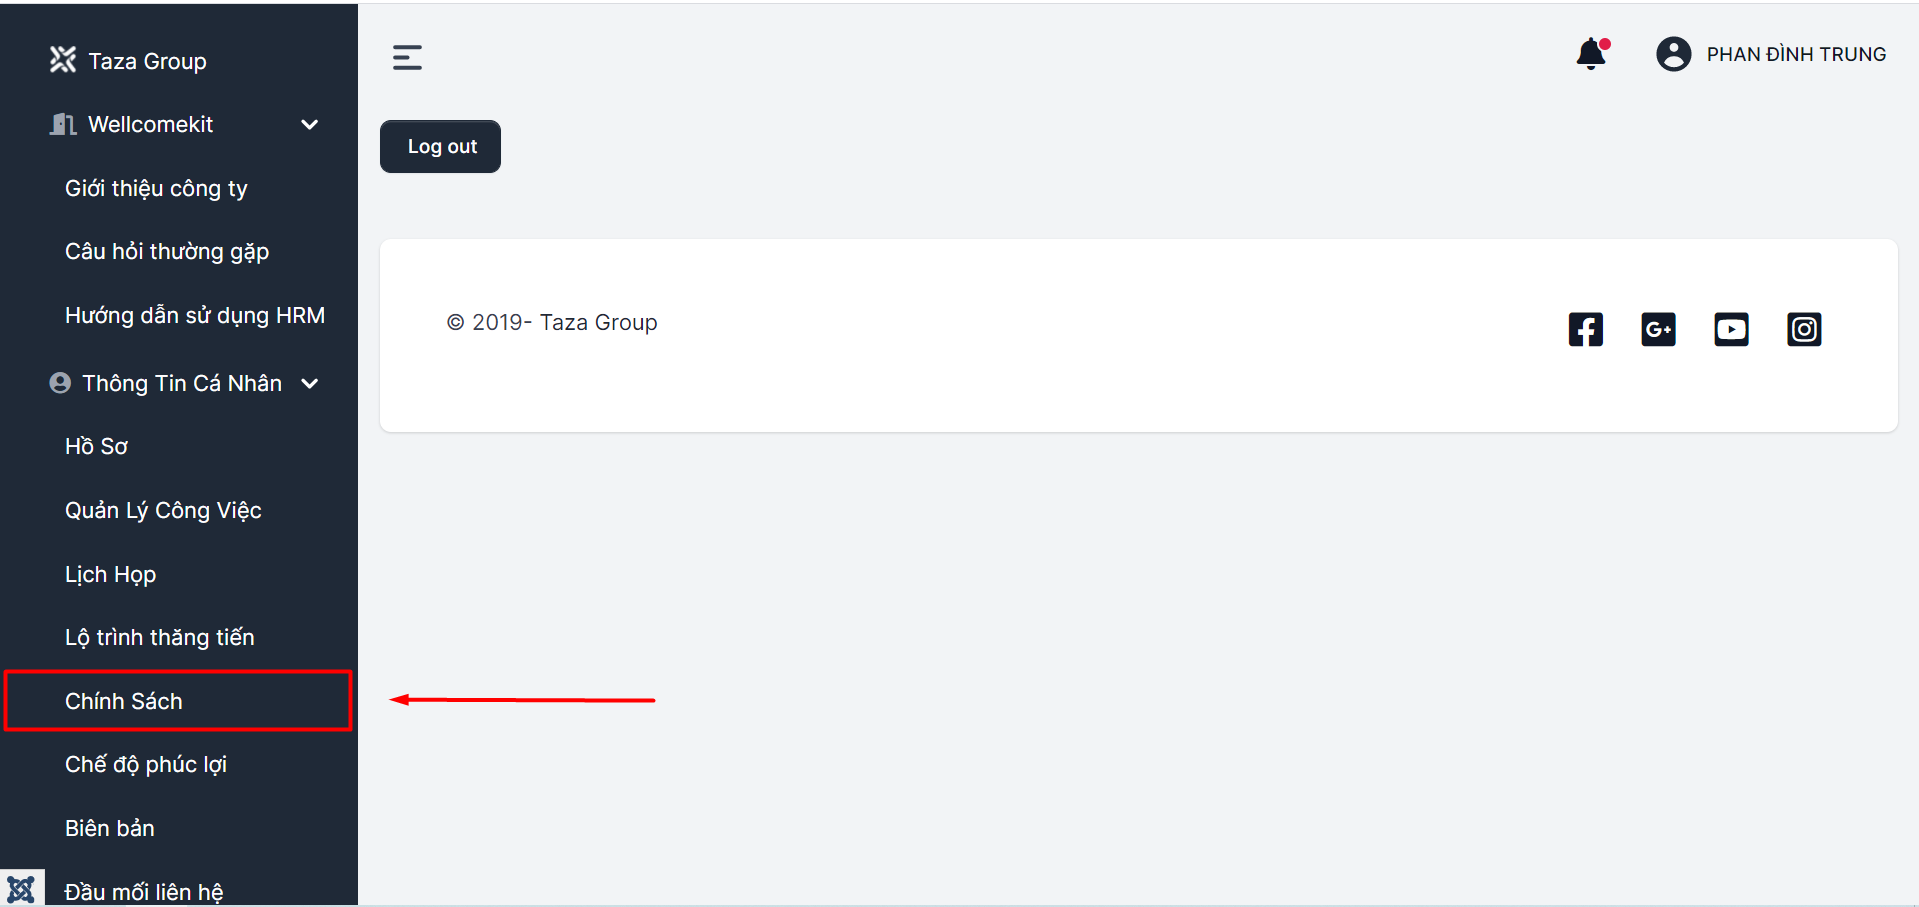 Taza Group
Wellcomekit
Giới thiệu công ty
Câu hỏi thường gặp
Hướng dẫn sử dụng HRM
Thông Tin Cá Nhân
Hồ Sơ
Quản Lý Công Việc
Lịch Họp
Lộ trình thăng tiến
Chính Sách
Chế độ phúc lợi
Biên bản
Đầu mối liên hệ
PHAN ĐÌNH TRUNG
Log out
© 2019- Taza Group
G+